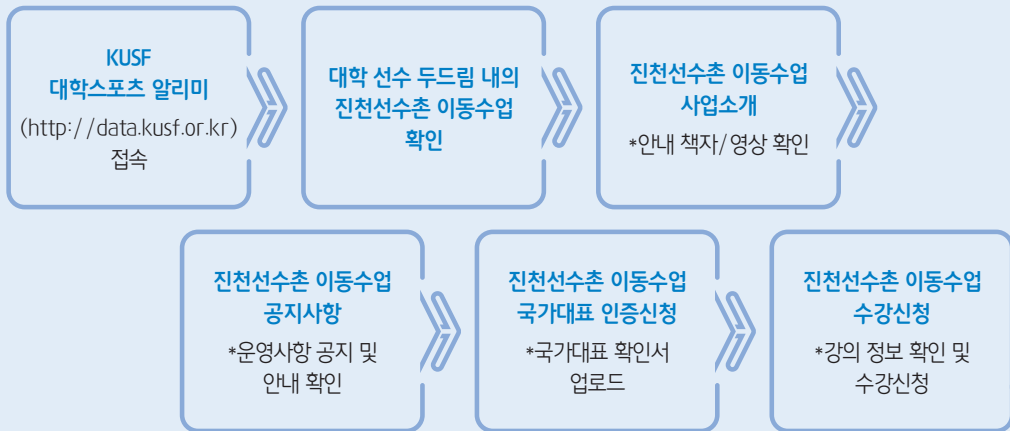 KUSF
대학스포츠 알리미
(http://data.kusf.or.kr)
접속
대학 선수 두드림 내의
진천선수촌 이동수업
확인
진천선수촌 이동수업
사업소개
*안내 책자/영상 확인
진천선수촌 이동수업
공지사항
*운영사항 공지 및
안내 확인
진천선수촌 이동수업
국가대표 인증신청
*국가대표 확인서
업로드
진천선수촌 이동수업
수강신청
*강의 정보 확인 및
수강신청